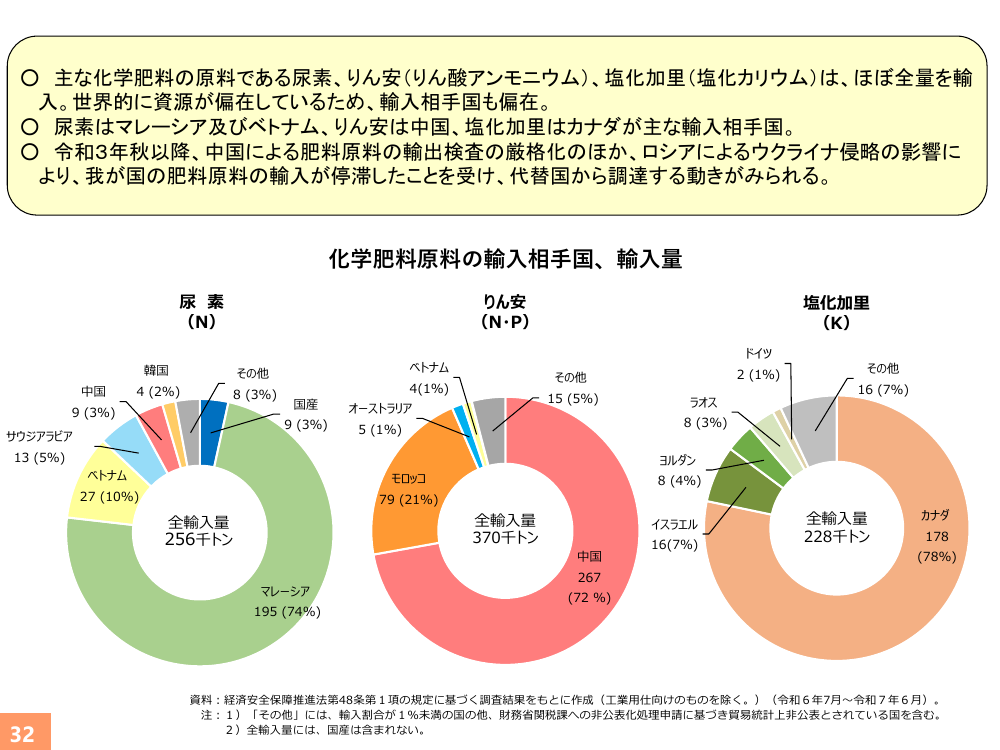 ○　主な化学肥料の原料である尿素、りん安（りん酸アンモニウム）、塩化加里（塩化カリウム）は、ほぼ全量を輸
入。世界的に資源が偏在しているため、輸入相手国も偏在。
○　尿素はマレーシア及びベトナム、りん安は中国、塩化加里はカナダが主な輸入相手国。
○　令和３年秋以降、中国による肥料原料の輸出検査の厳格化のほか、ロシアによるウクライナ侵略の影響に
より、我が国の肥料原料の輸入が停滞したことを受け、代替国から調達する動きがみられる。
化学肥料原料の輸入相手国、輸入量
尿　素
（N）
国産
9 (3%)
マレーシア
195 (74%)
ベトナム
27 (10%)
サウジアラビア
13 (5%)
中国
9 (3%)
韓国
4 (2%)
その他
8 (3%)
全輸入量
256千トン
りん安
（N・P）
中国
267
(72 %)
モロッコ
79 (21%)
オーストラリア
5 (1%)
ベトナム
4(1%)
その他
15 (5%)
全輸入量
370千トン
塩化加里
（K）
カナダ
178
(78%)
イスラエル
16(7%)
ヨルダン
8 (4%)
ラオス
8 (3%)
ドイツ
2 (1%)
その他
16 (7%)
全輸入量
228千トン
資料：経済安全保障推進法第48条第１項の規定に基づく調査結果をもとに作成（工業用仕向けのものを除く。）（令和６年7月～令和７年６月）。
注：１）「その他」には、輸入割合が１％未満の国の他、財務省関税課への非公表化処理申請に基づき貿易統計上非公表とされている国を含む。
２）全輸入量には、国産は含まれない。
32